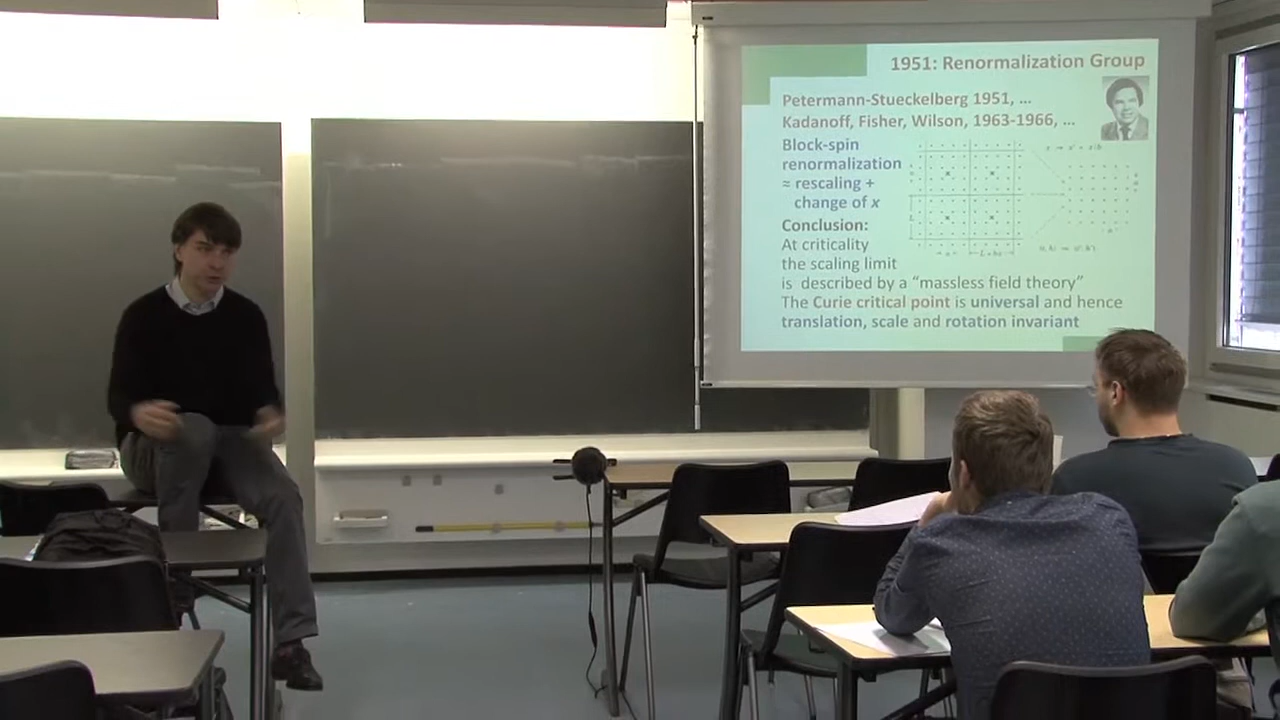 1951: Renormalization Group
Petermann-Stueckelberg 1951, ...
Kadanoff, Fisher, Wilson, 1963-1966, ...
Block-spin
renormalization
≈ rescaling +
change of x
Conclusion:
At criticality
the scaling limit
is described by a “massless field theory”
The Curie critical point is universal and hence
translation, scale and rotation invariant